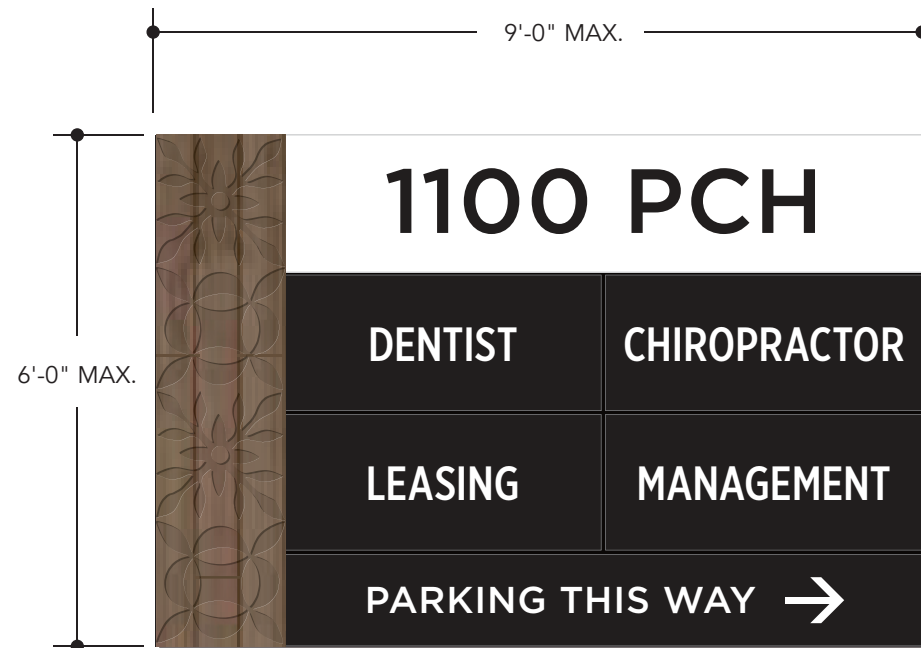 9'-0" MAX.
1100 PCH
DENTIST CHIROPRACTOR
6'-0" MAX.
LEASING MANAGEMENT
PARKING THIS WAY →